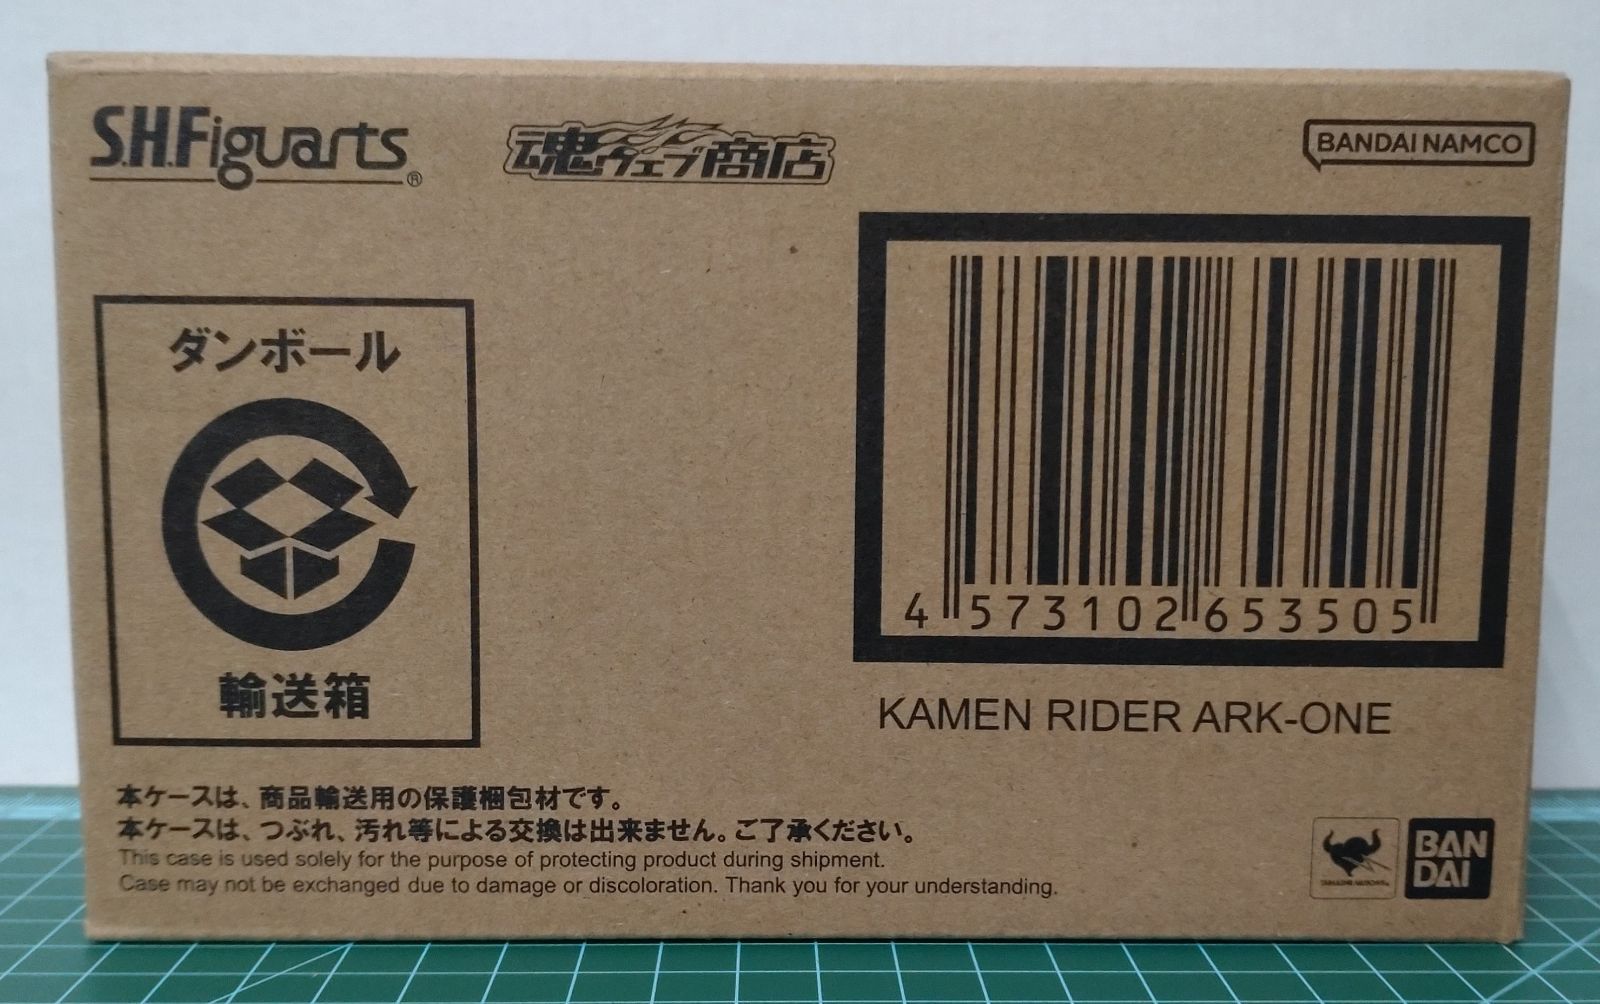 S.H.Figuarts®
魂ウェブ商店
BANDAI NAMCO
ダンボール
輸送箱
4 573102 653505
KAMEN RIDER ARK-ONE
本ケースは、商品輸送用の保護梱包材です。
本ケースは、つぶれ、汚れ等による交換は出来ません。ご了承ください。
This case is used solely for the purpose of protecting product during shipment.
Case may not be exchanged due to damage or discoloration. Thank you for your understanding.
BAN
DAI